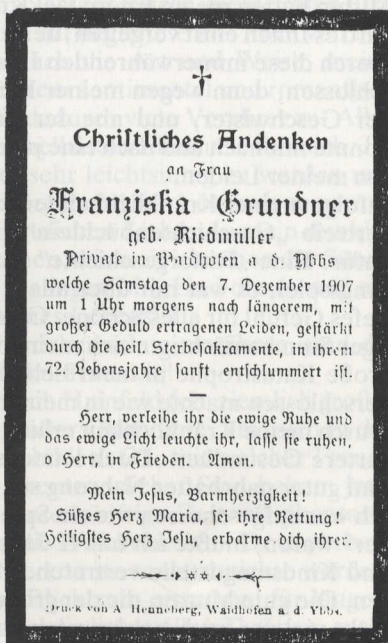 Christliches Andenken
an Frau
Franziska Grundner
geb. Riedmüller
Private in Waidhofen a. d. Ybbs
welche Samstag den 7. Dezember 1907
um 1 Uhr morgens nach längerem, mit
großer Geduld ertragenen Leiden, gestärkt
durch die heil. Sterbesakramente, in ihrem
72. Lebensjahre sanft entschlummert ist.
Herr, verleihe ihr die ewige Ruhe und
das ewige Licht leuchte ihr, lasse sie ruhen,
o Herr, in Frieden. Amen.
Mein Jesus, Barmherzigkeit!
Süßes Herz Maria, sei ihre Rettung!
Heiligstes Herz Jesu, erbarme dich ihrer.
Druck von A. Henneberg, Waidhofen a. d. Ybbs.